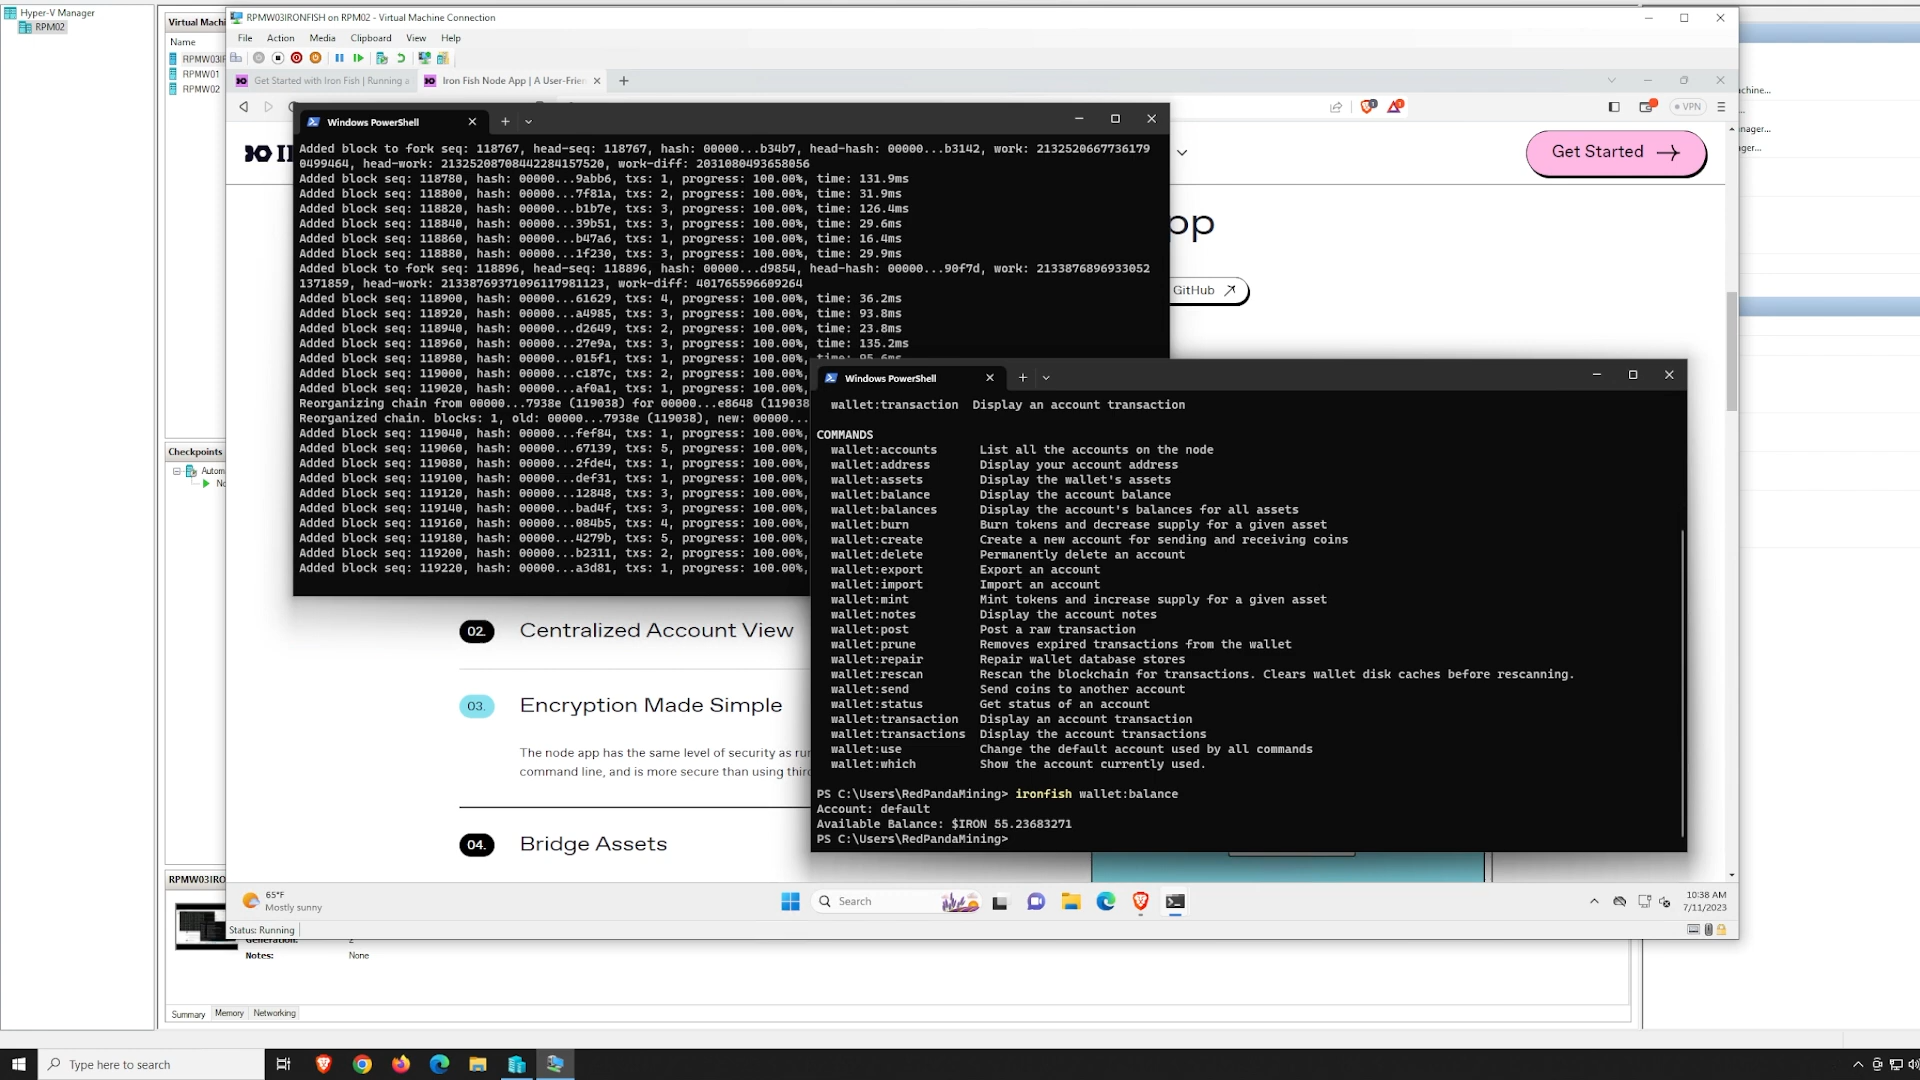 Hyper-V Manager
RPM02
Virtual Machi
Name
RPMW03IF
RPMW01
RPMW02
RPMW03IRONFISH on RPM02 - Virtual Machine Connection
File Action Media Clipboard View Help
Get Started with Iron Fish | Running a
Iron Fish Node App | A User-Frien
VPN
Windows PowerShell
Added block to fork seq: 118767, head-seq: 118767, hash: 00000...b34b7, head-hash: 00000...b3142, work: 2132520667736179
0499464, head-work: 21325208708442284157520, work-diff: 2031080493658056
Added block seq: 118780, hash: 00000...9abb6, txs: 1, progress: 100.00%, time: 131.9ms
Added block seq: 118800, hash: 00000...7f81a, txs: 2, progress: 100.00%, time: 31.9ms
Added block seq: 118820, hash: 00000...b1b7e, txs: 3, progress: 100.00%, time: 126.4ms
Added block seq: 118840, hash: 00000...39b51, txs: 3, progress: 100.00%, time: 29.6ms
Added block seq: 118860, hash: 00000...b47a6, txs: 1, progress: 100.00%, time: 16.4ms
Added block seq: 118880, hash: 00000...1f230, txs: 3, progress: 100.00%, time: 29.9ms
Added block to fork seq: 118896, head-seq: 118896, hash: 00000...d9854, head-hash: 00000...90f7d, work: 2133876896933052
1371859, head-work: 21338769371096117981123, work-diff: 401765596609264
Added block seq: 118900, hash: 00000...61629, txs: 4, progress: 100.00%, time: 36.2ms
Added block seq: 118920, hash: 00000...a4985, txs: 3, progress: 100.00%, time: 93.8ms
Added block seq: 118940, hash: 00000...d2649, txs: 2, progress: 100.00%, time: 23.8ms
Added block seq: 118960, hash: 00000...27e9a, txs: 3, progress: 100.00%, time: 135.2ms
Added block seq: 118980, hash: 00000...015f1, txs: 1, progress: 100.00%, time: 95.6ms
Added block seq: 119000, hash: 00000...c187c, txs: 2, progress: 100.00%,
Added block seq: 119020, hash: 00000...af0a1, txs: 1, progress: 100.00%,
Reorganizing chain from 00000...7938e (119038) for 00000...e8648 (119038
Reorganized chain. blocks: 1, old: 00000...7938e (119038), new: 00000...
Added block seq: 119040, hash: 00000...fef84, txs: 1, progress: 100.00%,
Added block seq: 119060, hash: 00000...67139, txs: 5, progress: 100.00%,
Added block seq: 119080, hash: 00000...2fde4, txs: 1, progress: 100.00%,
Added block seq: 119100, hash: 00000...def31, txs: 1, progress: 100.00%,
Added block seq: 119120, hash: 00000...12848, txs: 3, progress: 100.00%,
Added block seq: 119140, hash: 00000...bad4f, txs: 3, progress: 100.00%,
Added block seq: 119160, hash: 00000...084b5, txs: 4, progress: 100.00%,
Added block seq: 119180, hash: 00000...4279b, txs: 5, progress: 100.00%,
Added block seq: 119200, hash: 00000...b2311, txs: 2, progress: 100.00%,
Added block seq: 119220, hash: 00000...a3d81, txs: 1, progress: 100.00%,
Get Started
pp
GitHub
chine...
nager...
ger...
Windows PowerShell
wallet:transaction Display an account transaction
COMMANDS
wallet:accounts List all the accounts on the node
wallet:address Display your account address
wallet:assets Display the wallet's assets
wallet:balance Display the account balance
wallet:balances Display the account's balances for all assets
wallet:burn Burn tokens and decrease supply for a given asset
wallet:create Create a new account for sending and receiving coins
wallet:delete Permanently delete an account
wallet:export Export an account
wallet:import Import an account
wallet:mint Mint tokens and increase supply for a given asset
wallet:notes Display the account notes
wallet:post Post a raw transaction
wallet:prune Removes expired transactions from the wallet
wallet:repair Repair wallet database stores
wallet:rescan Rescan the blockchain for transactions. Clears wallet disk caches before rescanning.
wallet:send Send coins to another account
wallet:status Get status of an account
wallet:transaction Display an account transaction
wallet:transactions Display the account transactions
wallet:use Change the default account used by all commands
wallet:which Show the account currently used.
PS C:\Users\RedPandaMining> ironfish wallet:balance
Account: default
Available Balance: $IRON 55.23683271
PS C:\Users\RedPandaMining>
02. Centralized Account View
03. Encryption Made Simple
The node app has the same level of security as ru
command line, and is more secure than using thir
04. Bridge Assets
Checkpoints
Autom
No
RPMW03IRO
65°F
Mostly sunny
Search
10:38 AM
7/11/2023
Status: Running
Generation: 2
Notes: None
Summary Memory Networking
Type here to search